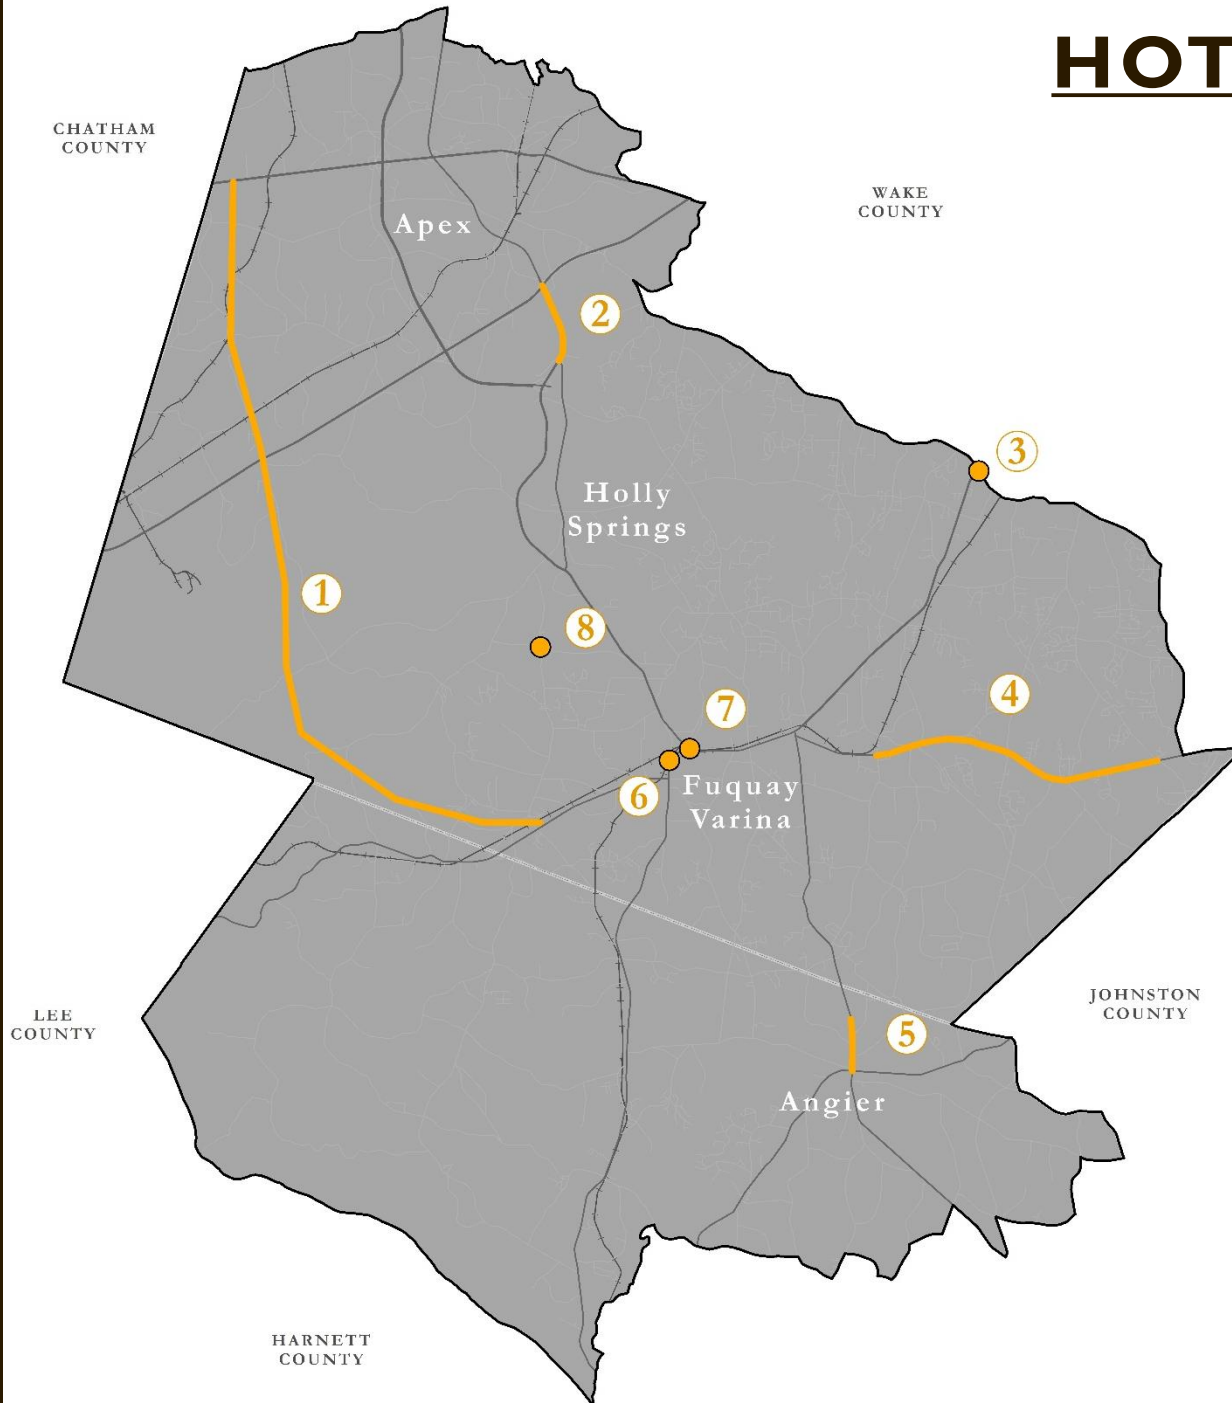 HOT
CHATHAM
COUNTY
WAKE
COUNTY
Apex
2
3
Holly
Springs
1
8
4
7
6
Fuquay
Varina
LEE
COUNTY
JOHNSTON
COUNTY
5
Angier
HARNETT
COUNTY